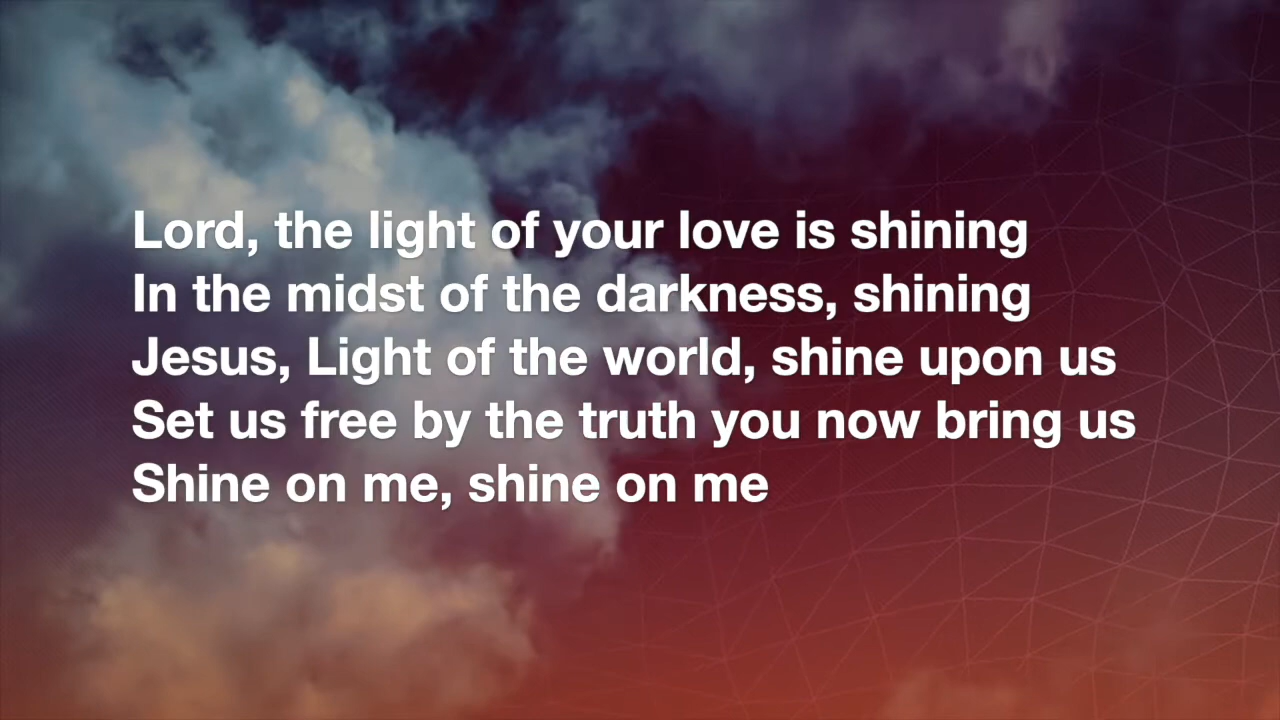 Lord, the light of your love is shining
In the midst of the darkness, shining
Jesus, Light of the world, shine upon us
Set us free by the truth you now bring us
Shine on me, shine on me